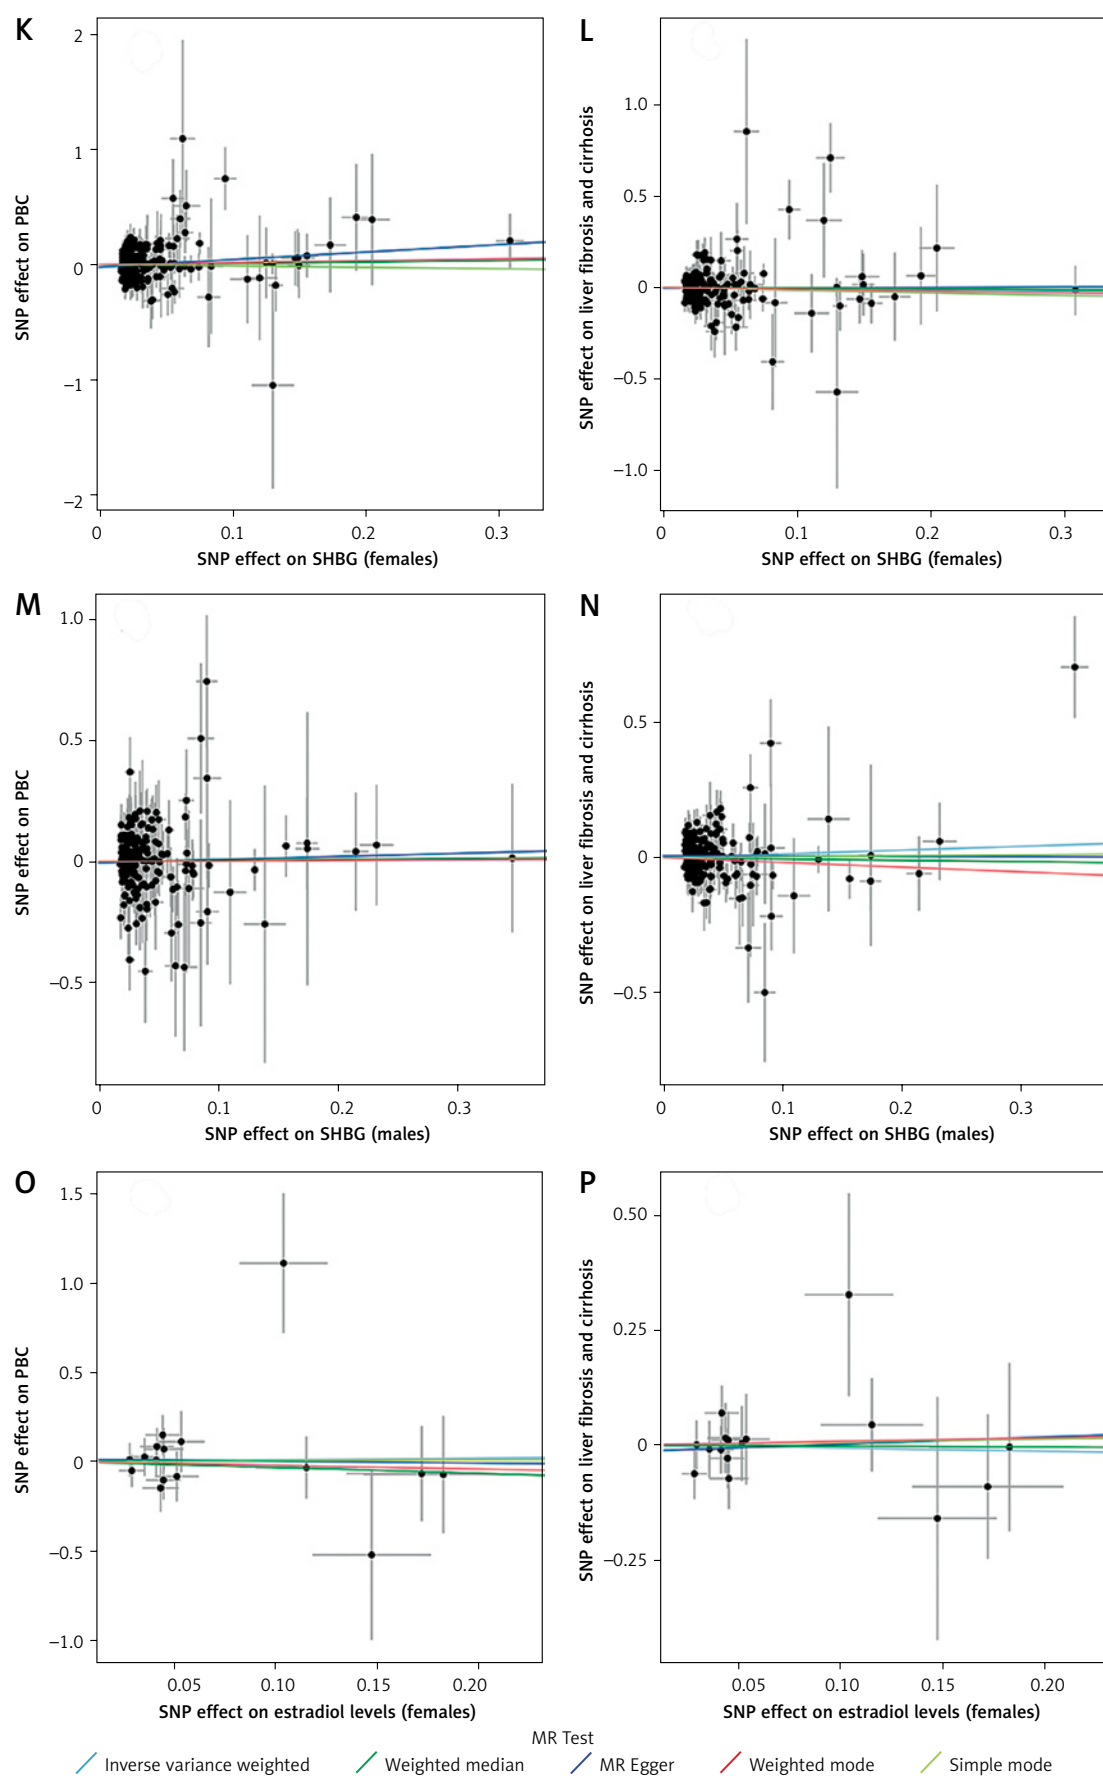 K
2
1
0
−1
−2
SNP effect on PBC
0
0.1
0.2
0.3
SNP effect on SHBG (females)
L
1.0
0.5
0
−0.5
−1.0
SNP effect on liver fibrosis and cirrhosis
0
0.1
0.2
0.3
SNP effect on SHBG (females)
M
1.0
0.5
0
−0.5
SNP effect on PBC
0
0.1
0.2
0.3
SNP effect on SHBG (males)
N
0.5
0
−0.5
SNP effect on liver fibrosis and cirrhosis
0
0.1
0.2
0.3
SNP effect on SHBG (males)
O
1.5
1.0
0.5
0
−0.5
−1.0
SNP effect on PBC
0.05
0.10
0.15
0.20
SNP effect on estradiol levels (females)
P
0.50
0.25
0
−0.25
SNP effect on liver fibrosis and cirrhosis
0.05
0.10
0.15
0.20
SNP effect on estradiol levels (females)
MR Test
Inverse variance weighted
Weighted median
MR Egger
Weighted mode
Simple mode